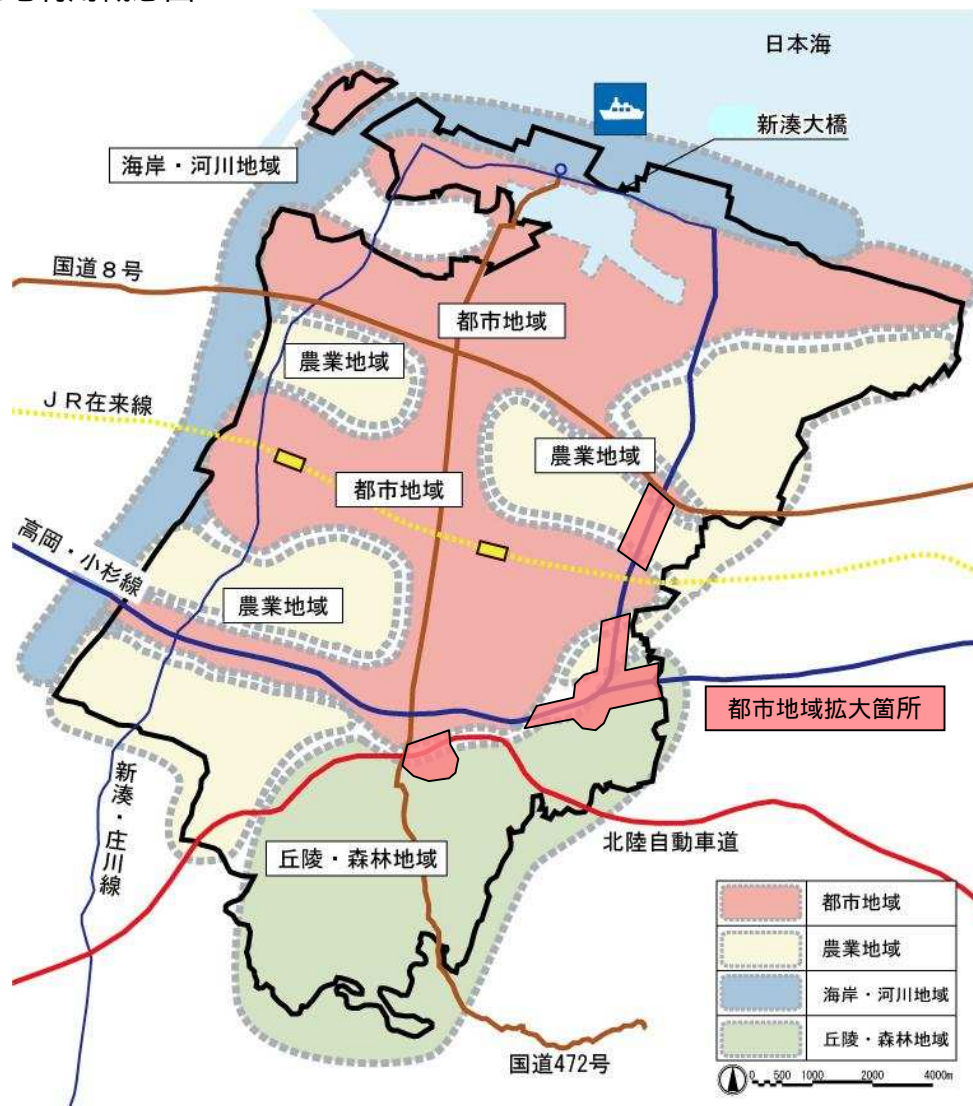 日本海
新湊大橋
海岸・河川地域
国道8号
都市地域
農業地域
JR在来線
農業地域
都市地域
高岡・小杉線
農業地域
都市地域拡大箇所
新湊・庄川線
北陸自動車道
丘陵・森林地域
都市地域
農業地域
海岸・河川地域
丘陵・森林地域
国道472号
0 500 1000 2000 4000m